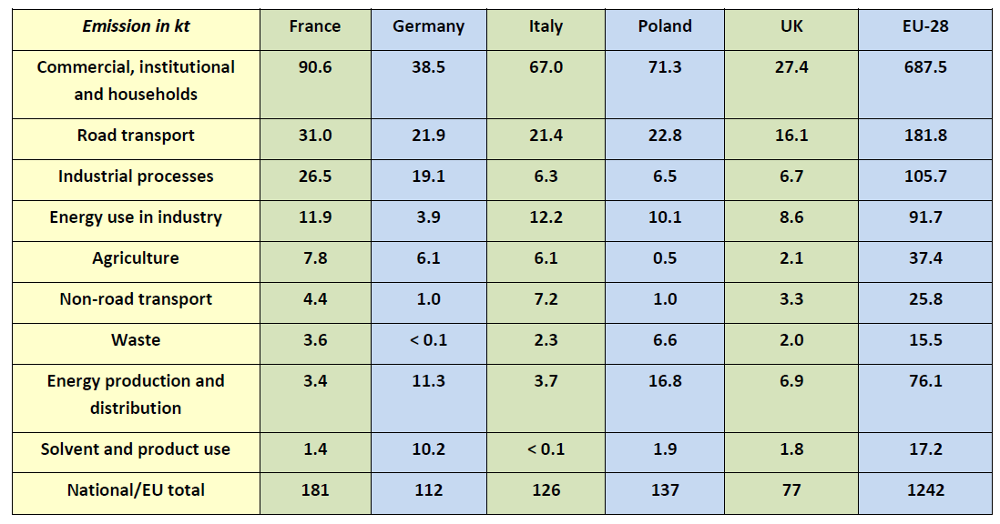 Emission in kt France Germany Italy Poland UK EU-28
Commercial, institutional and households 90.6 38.5 67.0 71.3 27.4 687.5
Road transport 31.0 21.9 21.4 22.8 16.1 181.8
Industrial processes 26.5 19.1 6.3 6.5 6.7 105.7
Energy use in industry 11.9 3.9 12.2 10.1 8.6 91.7
Agriculture 7.8 6.1 6.1 0.5 2.1 37.4
Non-road transport 4.4 1.0 7.2 1.0 3.3 25.8
Waste 3.6 < 0.1 2.3 6.6 2.0 15.5
Energy production and distribution 3.4 11.3 3.7 16.8 6.9 76.1
Solvent and product use 1.4 10.2 < 0.1 1.9 1.8 17.2
National/EU total 181 112 126 137 77 1242